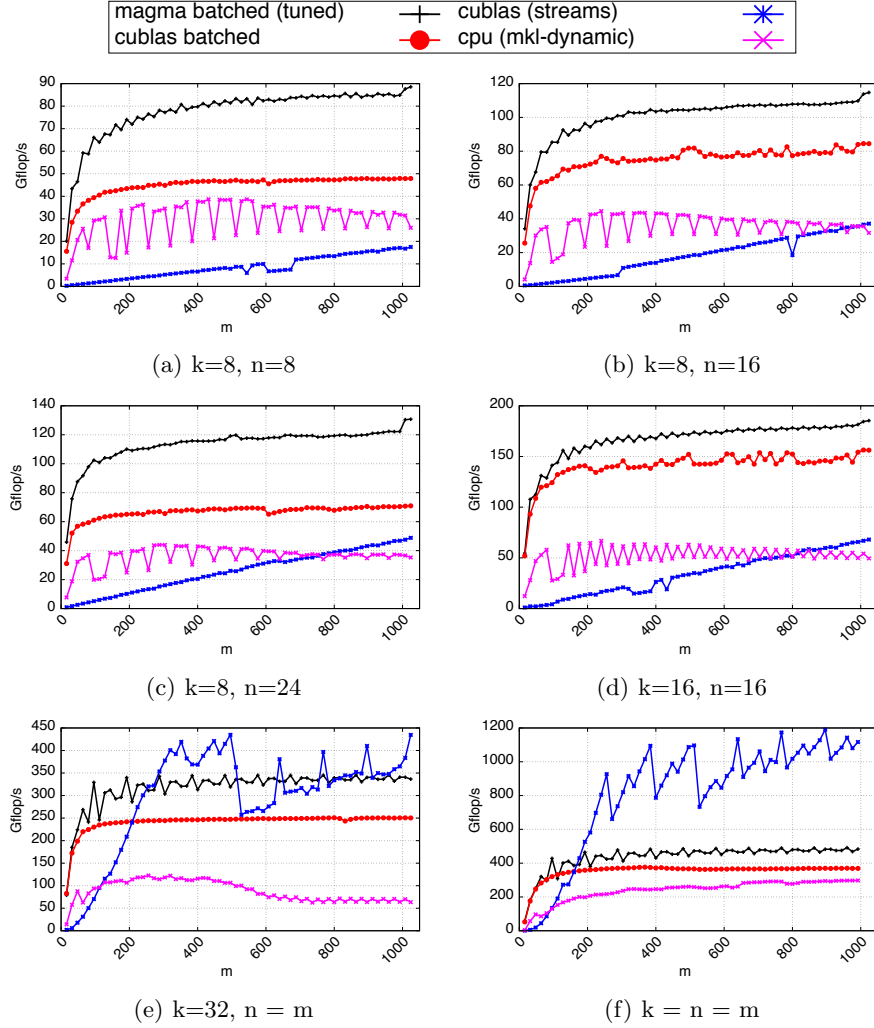 magma batched (tuned) cublas (streams)
cublas batched cpu (mkl-dynamic)
90
80
70
60
50
40
30
20
10
0
Gflop/s
0 200 400 600 800 1000
m
(a) k=8, n=8
120
100
80
60
40
20
0
Gflop/s
0 200 400 600 800 1000
m
(b) k=8, n=16
140
120
100
80
60
40
20
0
Gflop/s
0 200 400 600 800 1000
m
(c) k=8, n=24
200
150
100
50
0
Gflop/s
0 200 400 600 800 1000
m
(d) k=16, n=16
450
400
350
300
250
200
150
100
50
0
Gflop/s
0 200 400 600 800 1000
m
(e) k=32, n = m
1200
1000
800
600
400
200
0
Gflop/s
0 200 400 600 800 1000
m
(f) k = n = m